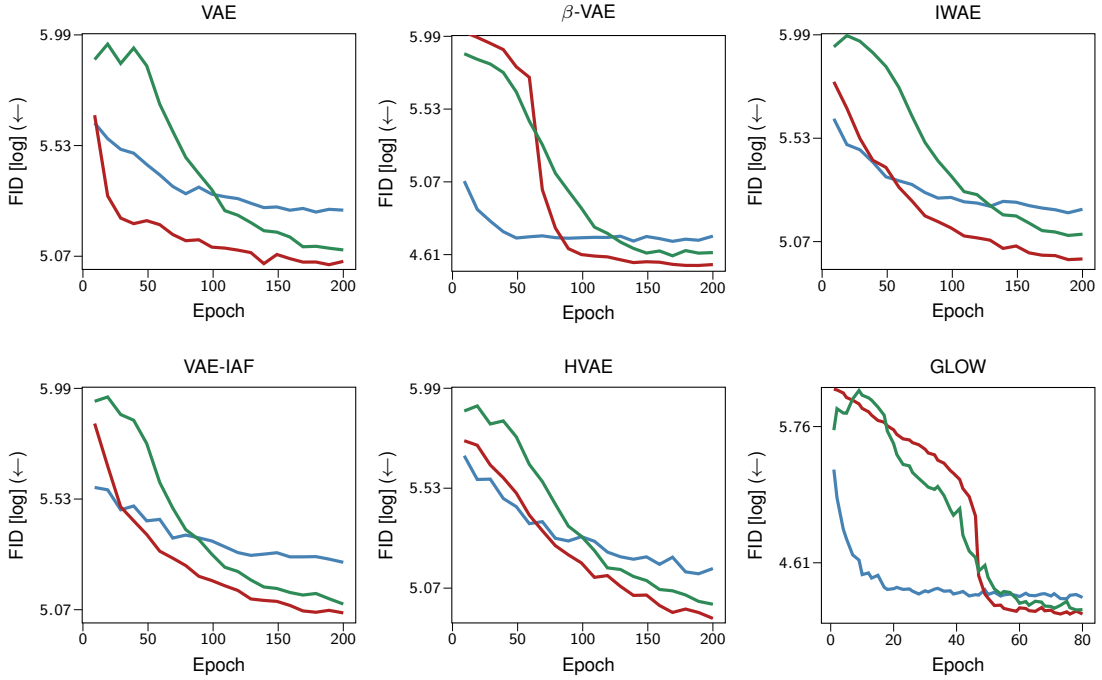 VAE
5.99
5.53
5.07
FID [log] (←)
0 50 100 150 200
Epoch
β-VAE
5.99
5.53
5.07
4.61
FID [log] (←)
0 50 100 150 200
Epoch
IWAE
5.99
5.53
5.07
FID [log] (←)
0 50 100 150 200
Epoch
VAE-IAF
5.99
5.53
5.07
FID [log] (←)
0 50 100 150 200
Epoch
HVAE
5.99
5.53
5.07
FID [log] (←)
0 50 100 150 200
Epoch
GLOW
5.76
4.61
FID [log] (←)
0 20 40 60 80
Epoch